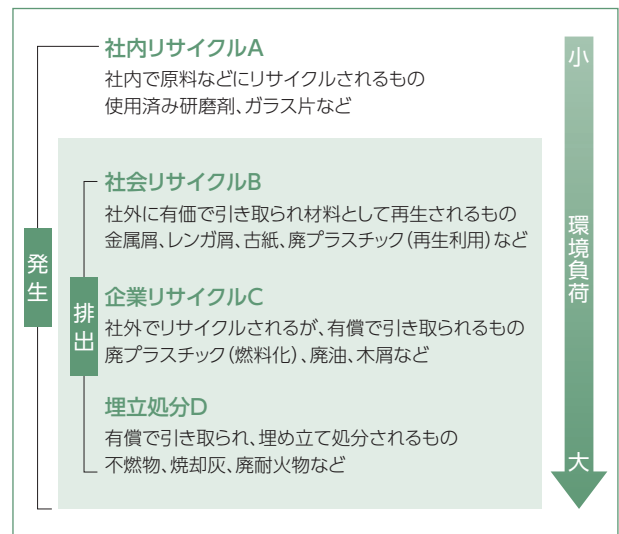 社内リサイクルA
社内で原料などにリサイクルされるもの
使用済み研磨剤、ガラス片など
社会リサイクルB
社外に有価で引き取られ材料として再生されるもの
金属屑、レンガ屑、古紙、廃プラスチック(再生利用)など
企業リサイクルC
社外でリサイクルされるが、有償で引き取られるもの
廃プラスチック(燃料化)、廃油、木屑など
埋立処分D
有償で引き取られ、埋め立て処分されるもの
不燃物、焼却灰、廃耐火物など
発生
排出
小
環境負荷
大